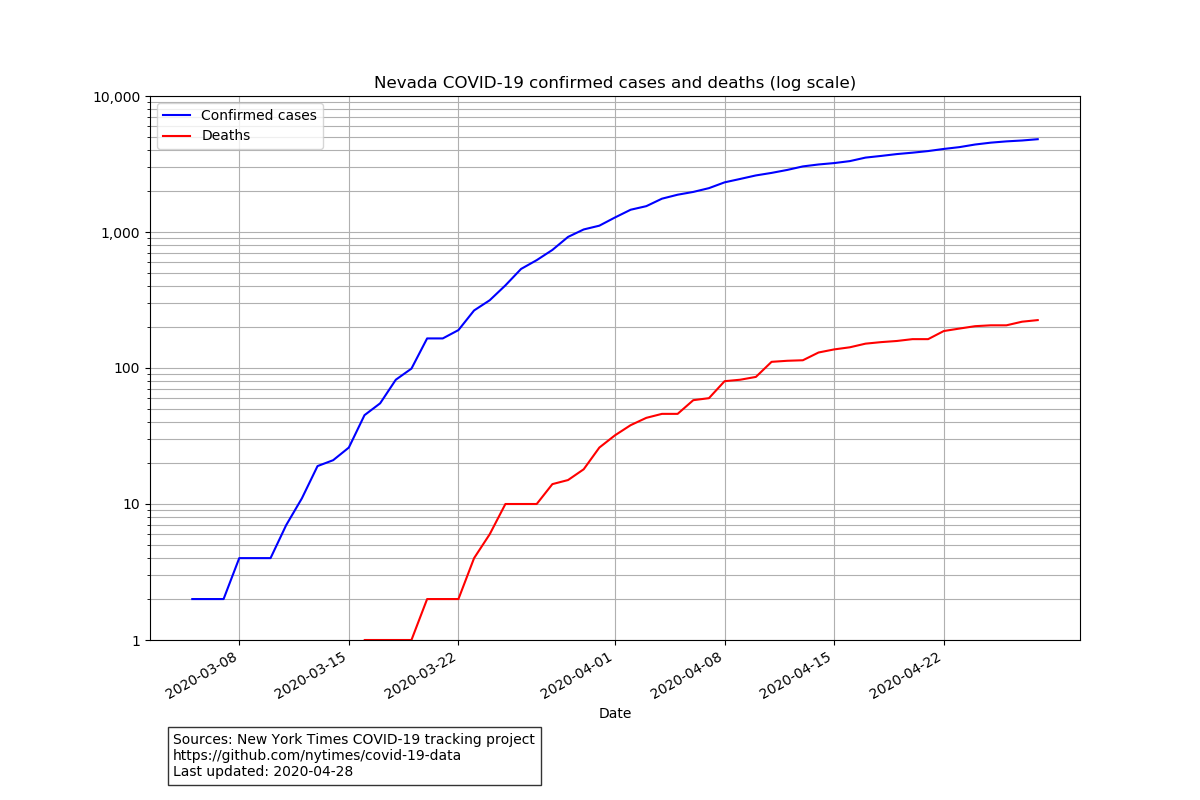 Nevada COVID-19 confirmed cases and deaths (log scale)
10,000
1,000
100
10
1
Confirmed cases
Deaths
2020-03-08
2020-03-15
2020-03-22
2020-04-01
2020-04-08
2020-04-15
2020-04-22
Date
Sources: New York Times COVID-19 tracking project
https://github.com/nytimes/covid-19-data
Last updated: 2020-04-28